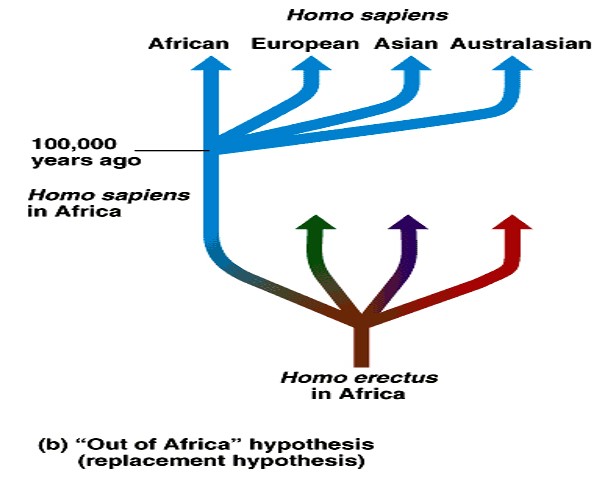 Homo sapiens
African European Asian Australasian
100,000
years ago
Homo sapiens
in Africa
Homo erectus
in Africa
(b) “Out of Africa” hypothesis
(replacement hypothesis)